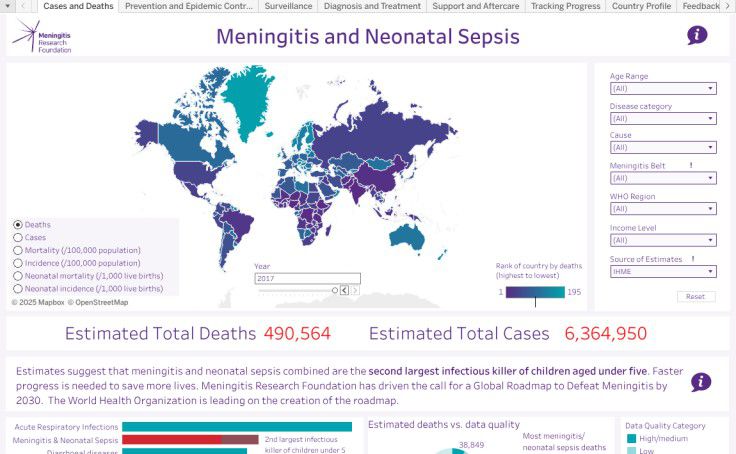 Cases and Deaths
Prevention and Epidemic Contr...
Surveillance
Diagnosis and Treatment
Support and Aftercare
Tracking Progress
Country Profile
Feedback
Meningitis
Research
Foundation
Meningitis and Neonatal Sepsis
i
Deaths
Cases
Mortality (/100,000 population)
Incidence (/100,000 population)
Neonatal mortality (/1,000 live births)
Neonatal incidence (/1,000 live births)
© 2025 Mapbox © OpenStreetMap
Year
2017
Rank of country by deaths
(highest to lowest)
1
195
Age Range
(All)
Disease category
(All)
Cause
(All)
Meningitis Belt !
(All)
WHO Region
(All)
Income Level
(All)
Source of Estimates !
IHME
Reset
Estimated Total Deaths 490,564
Estimated Total Cases 6,364,950
Estimates suggest that meningitis and neonatal sepsis combined are the second largest infectious killer of children aged under five. Faster
progress is needed to save more lives. Meningitis Research Foundation has driven the call for a Global Roadmap to Defeat Meningitis by
2030. The World Health Organization is leading on the creation of the roadmap.
i
Acute Respiratory Infections
Meningitis & Neonatal Sepsis
Diarrhoeal diseases
2nd largest infectious
killer of children under 5
Estimated deaths vs. data quality
38,849
Most meningitis/
neonatal sepsis deaths
Data Quality Category
High/medium
Low